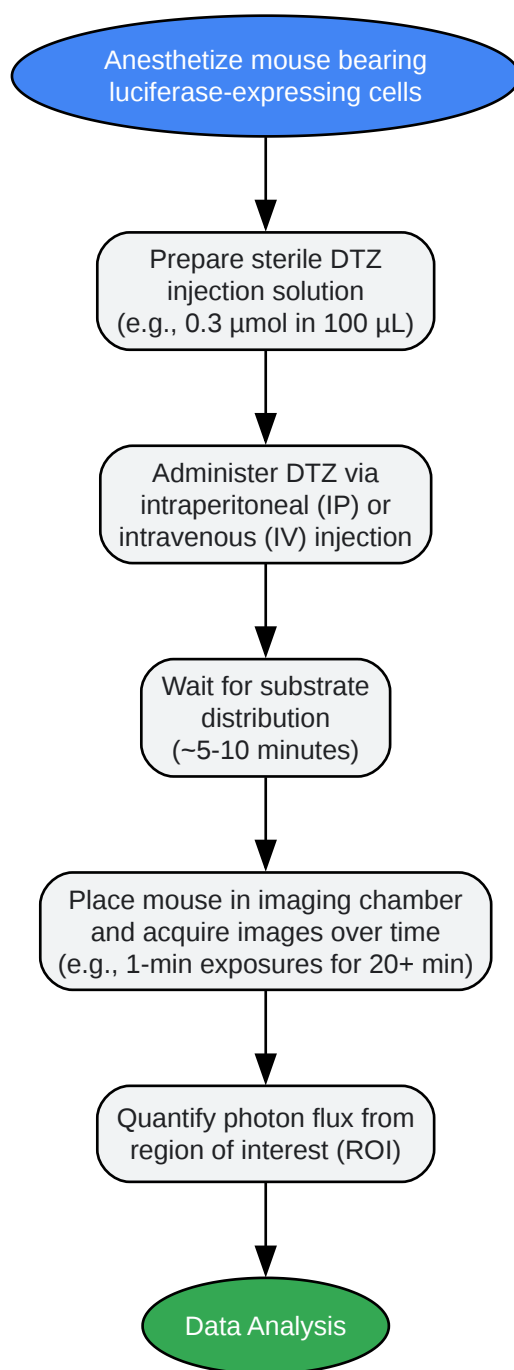 Anesthetize mouse bearing
luciferase-expressing cells
Prepare sterile DTZ
injection solution
(e.g., 0.3 µmol in 100 µL)
Administer DTZ via
intraperitoneal (IP) or
intravenous (IV) injection
Wait for substrate
distribution
(~5-10 minutes)
Place mouse in imaging chamber
and acquire images over time
(e.g., 1-min exposures for 20+ min)
Quantify photon flux from
region of interest (ROI)
Data Analysis